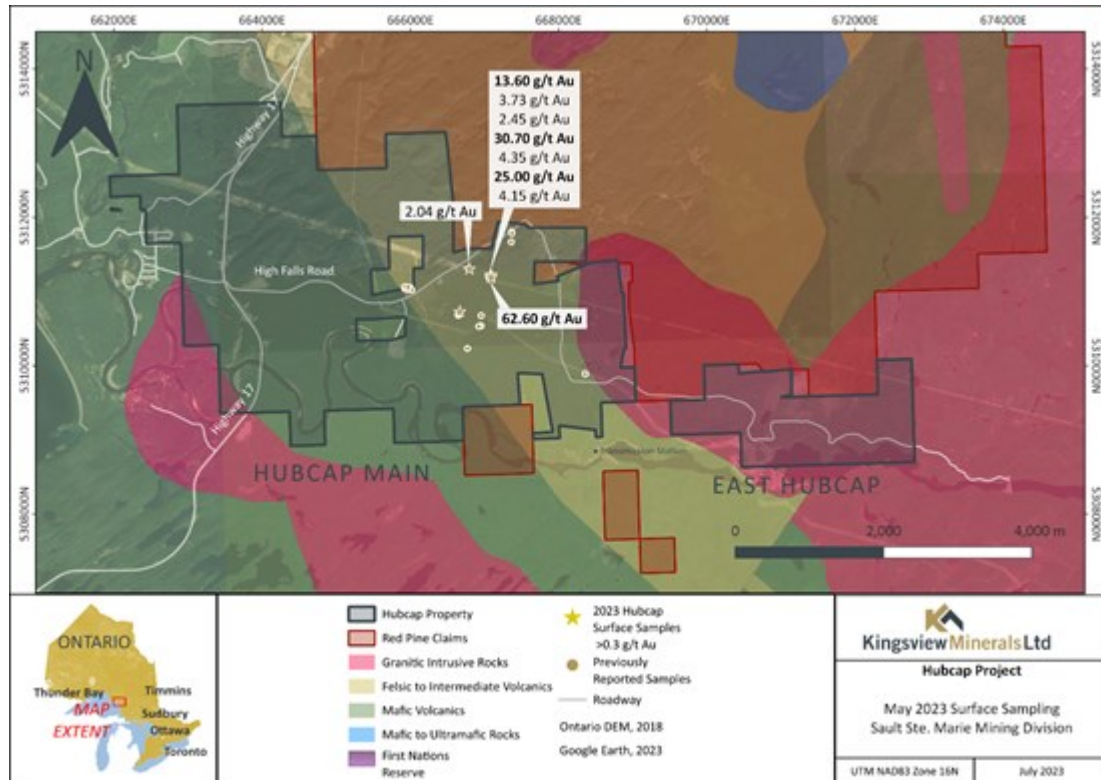 662000E
664000E
666000E
668000E
670000E
672000E
674000E
5314000N
5312000N
5310000N
5308000N
5314000N
5312000N
5310000N
5308000N
N
Highway 17
13.60 g/t Au
3.73 g/t Au
2.45 g/t Au
30.70 g/t Au
4.35 g/t Au
25.00 g/t Au
4.15 g/t Au
2.04 g/t Au
High Falls Road
62.60 g/t Au
Highway 17
HUBCAP MAIN
EAST HUBCAP
0
2,000
4,000 m
ONTARIO
Thunder Bay
Timmins
MAP
EXTENT
Sudbury
Ottawa
Toronto
Hubcap Property
Red Pine Claims
Granitic Intrusive Rocks
Felsic to Intermediate Volcanics
Mafic Volcanics
Mafic to Ultramafic Rocks
First Nations
Reserve
2023 Hubcap
Surface Samples
>0.3 g/t Au
Previously
Reported Samples
Roadway
Ontario DEM, 2018
Google Earth, 2023
Kingsview Minerals Ltd
Hubcap Project
May 2023 Surface Sampling
Sault Ste. Marie Mining Division
UTM NAD83 Zone 16N
July 2023